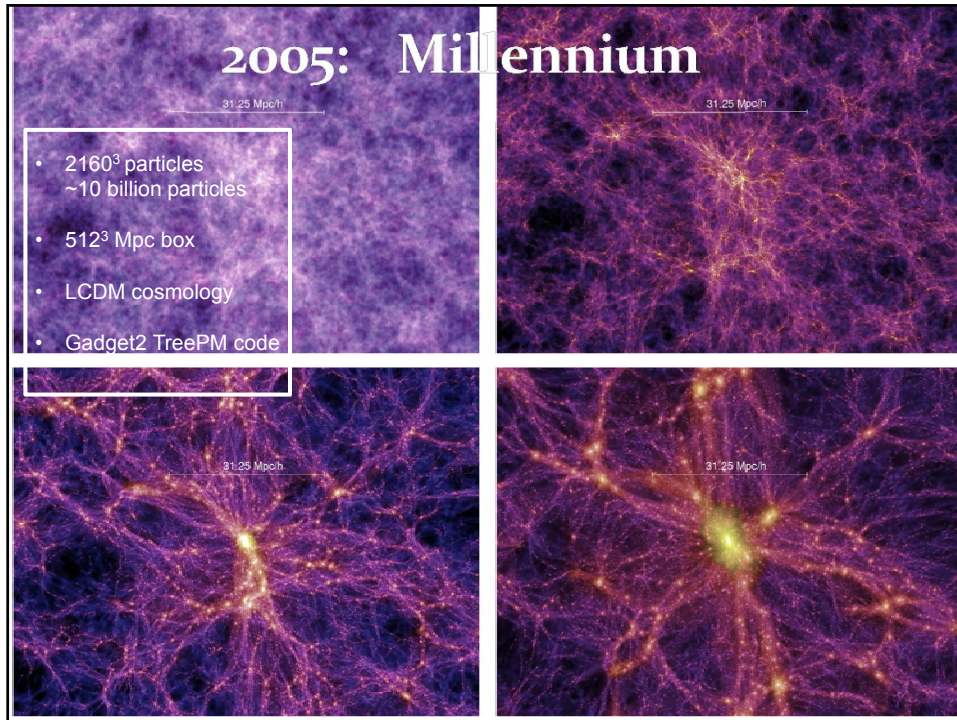 2005: Millennium
31.25 Mpc/h
31.25 Mpc/h
• 2160³ particles
~10 billion particles
• 512³ Mpc box
• LCDM cosmology
• Gadget2 TreePM code
31.25 Mpc/h
31.25 Mpc/h